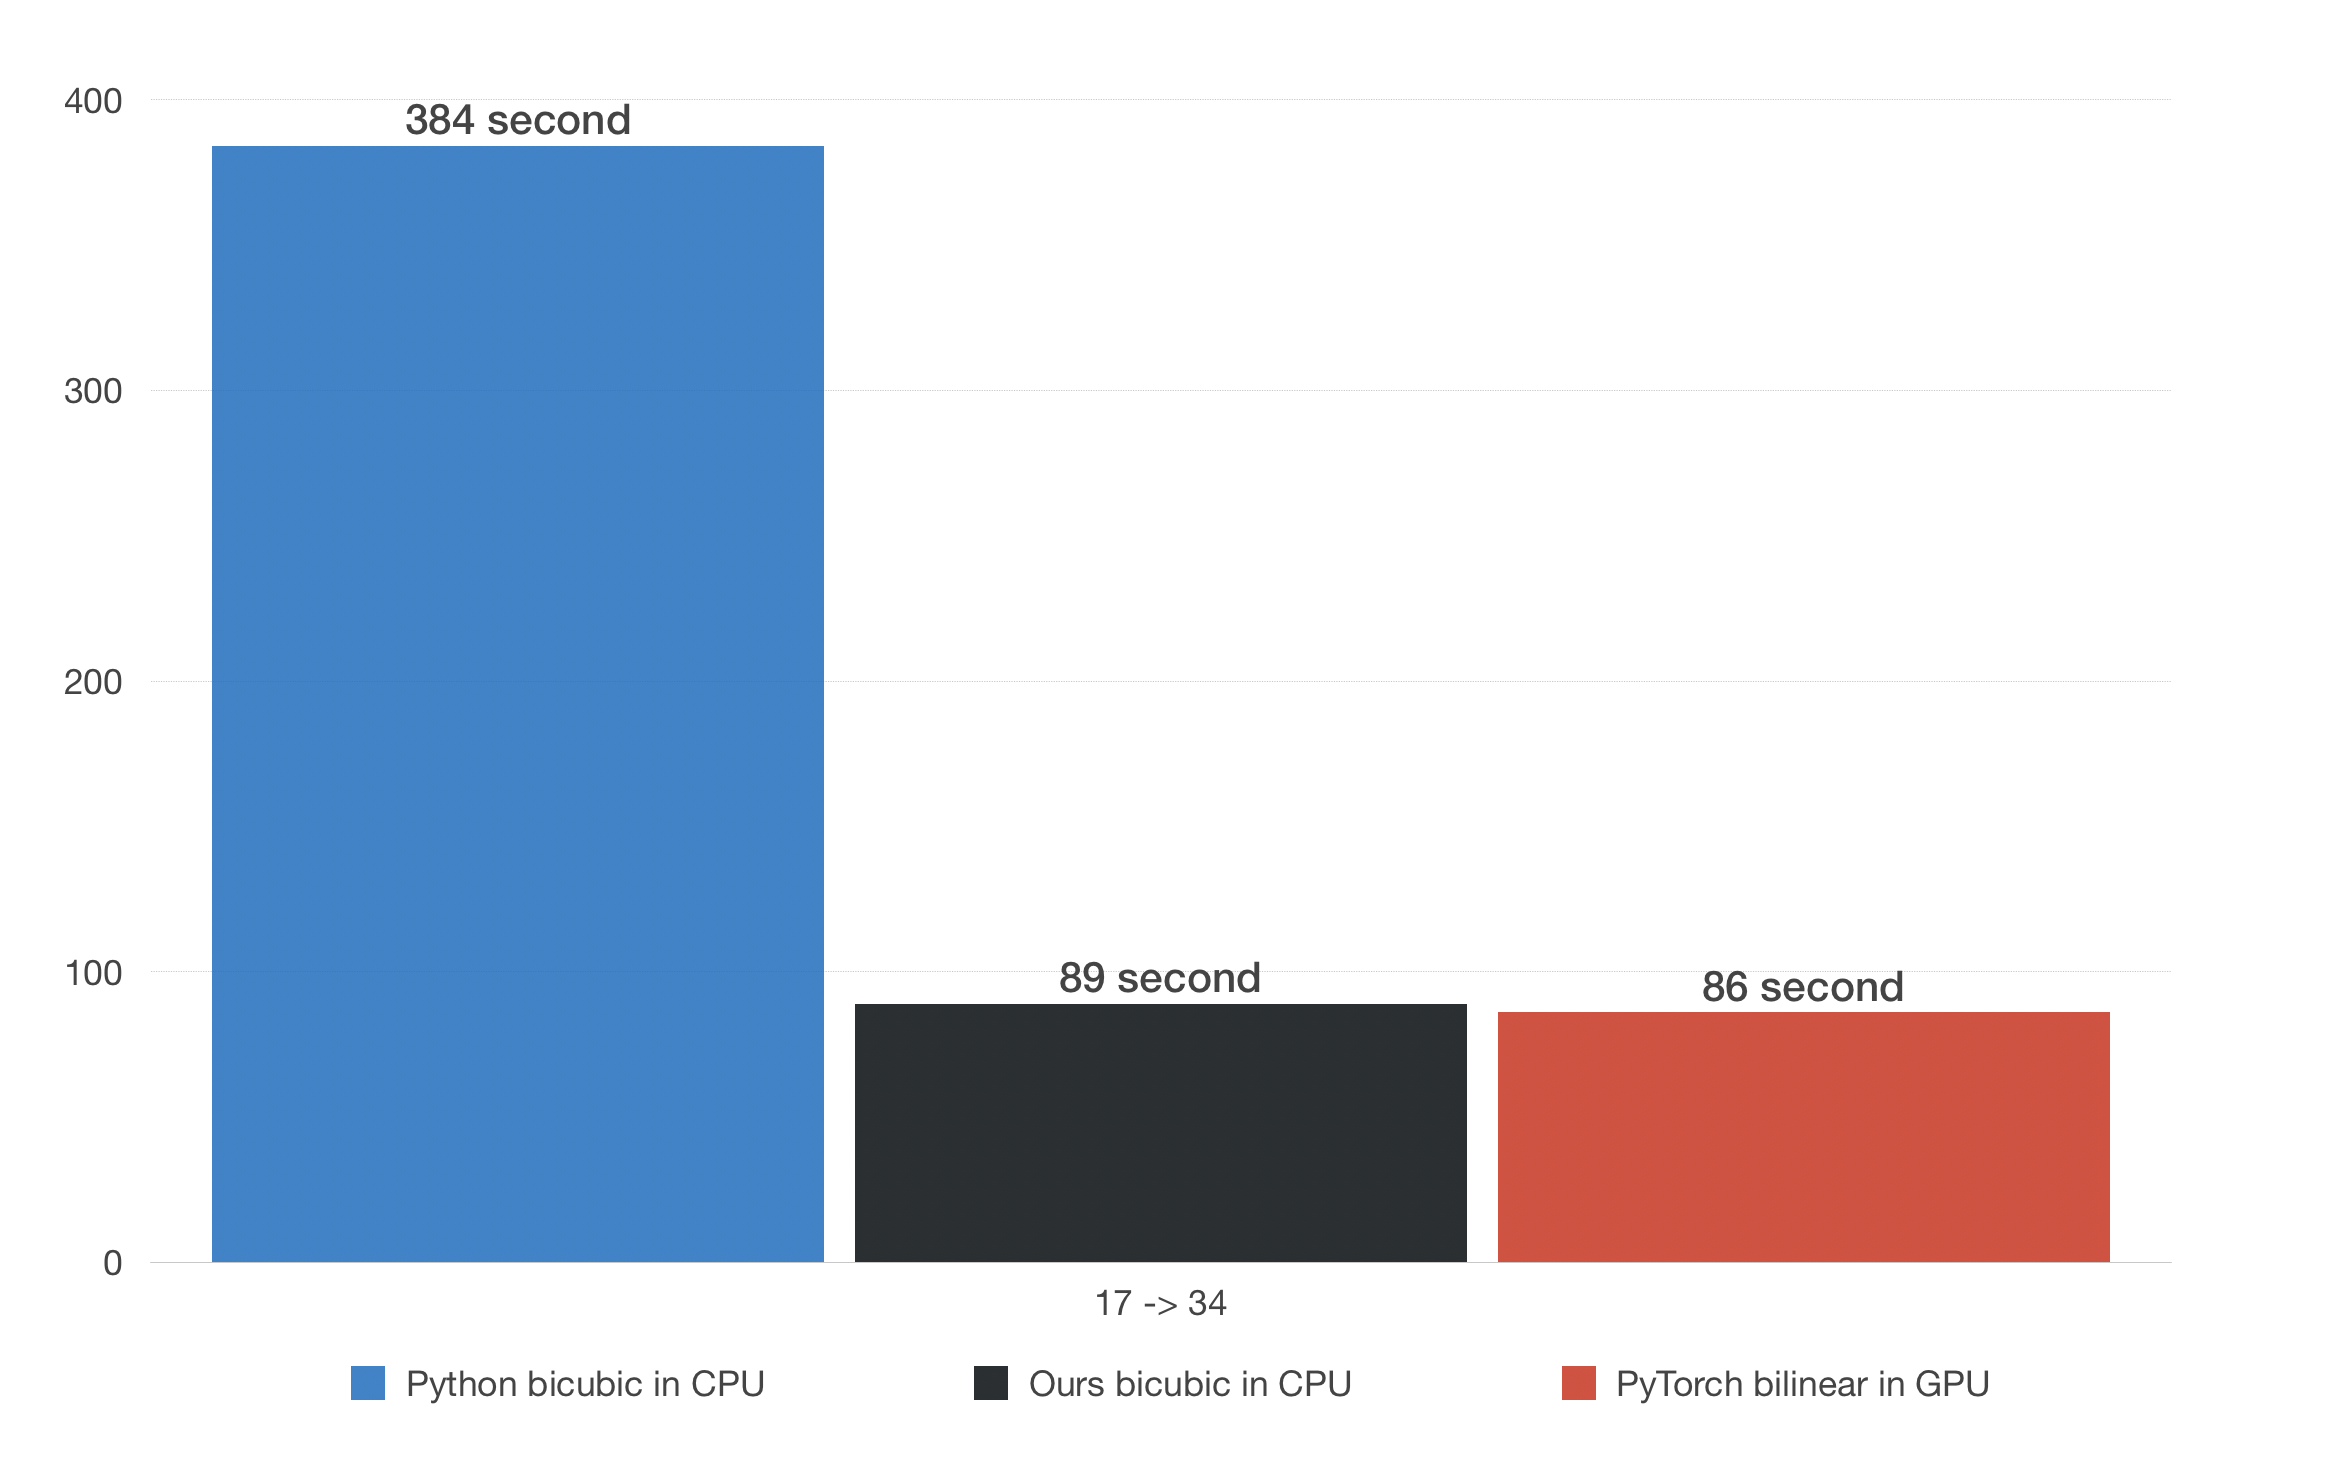 400
384 second
300
200
100
89 second
86 second
0
17 -> 34
Python bicubic in CPU
Ours bicubic in CPU
PyTorch bilinear in GPU